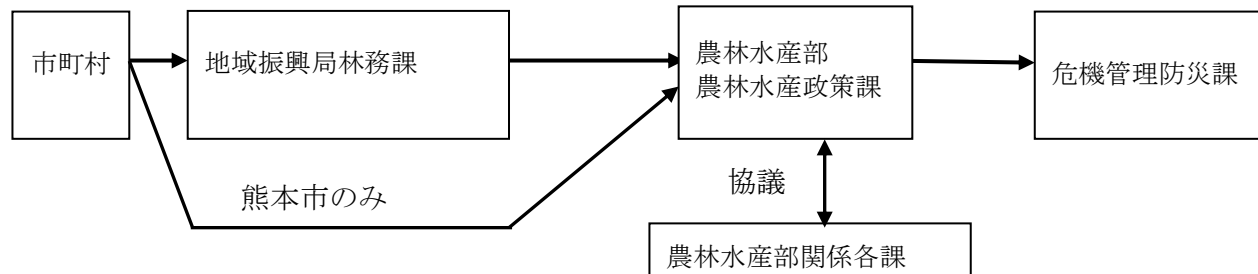 市町村
地域振興局林務課
農林水産部
農林水産政策課
危機管理防災課
熊本市のみ
協議
農林水産部関係各課